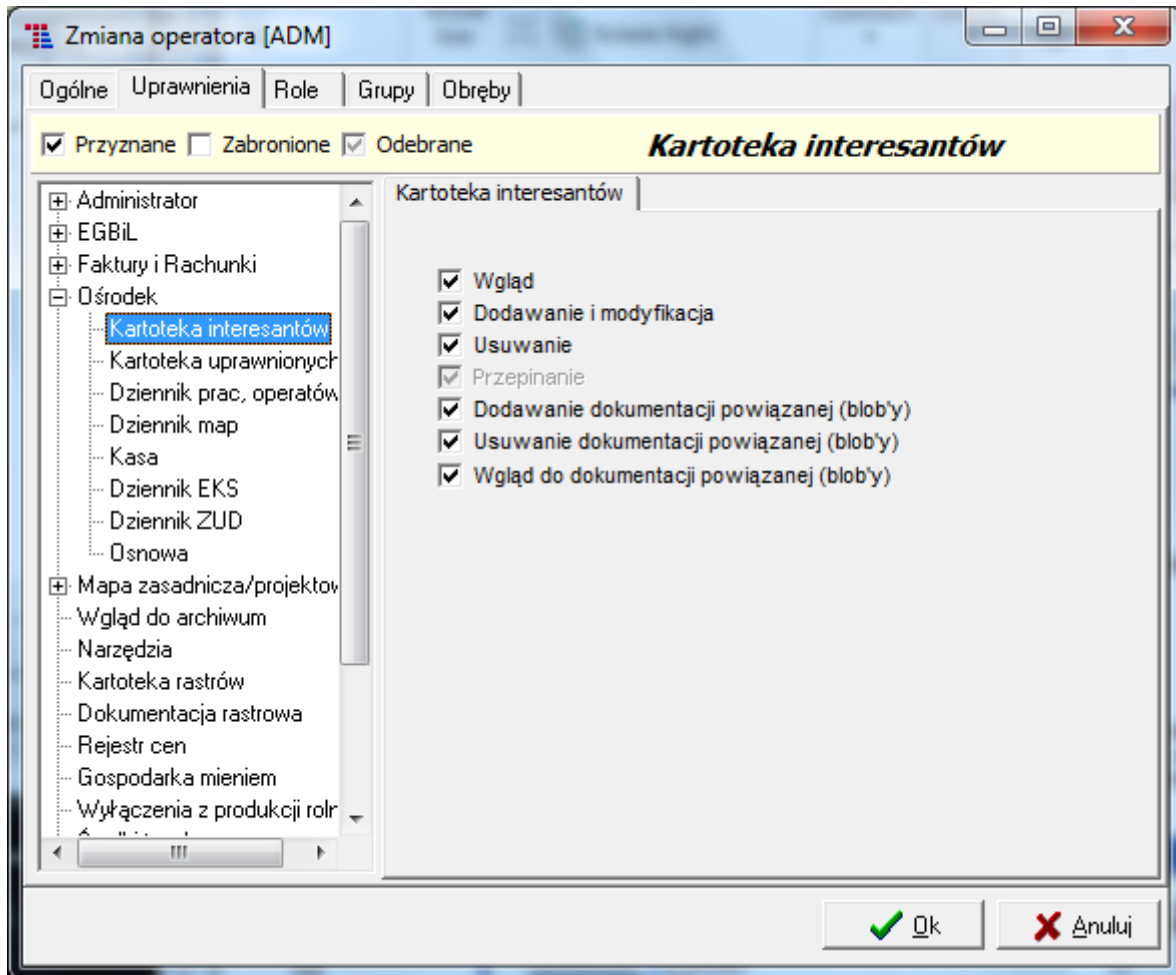 Zmiana operatora [ADM]
Ogólne Uprawnienia Role Grupy Obręby
Przyznane Zabronione Odebrane Kartoteka interesantów
Administrator
EGBiL
Faktury i Rachunki
Ośrodek
Kartoteka interesantów
Kartoteka uprawnionych
Dziennik prac, operatów
Dziennik map
Kasa
Dziennik EKS
Dziennik ZUD
Osnowa
Mapa zasadnicza/projektow
Wgląd do archiwum
Narzędzia
Kartoteka rastrów
Dokumentacja rastrowa
Rejestr cen
Gospodarka mieniem
Wyłączenia z produkcji roln
Kartoteka interesantów
Wgląd
Dodawanie i modyfikacja
Usuwanie
Przepinanie
Dodawanie dokumentacji powiązanej (blob'y)
Usuwanie dokumentacji powiązanej (blob'y)
Wgląd do dokumentacji powiązanej (blob'y)
Ok Anuluj